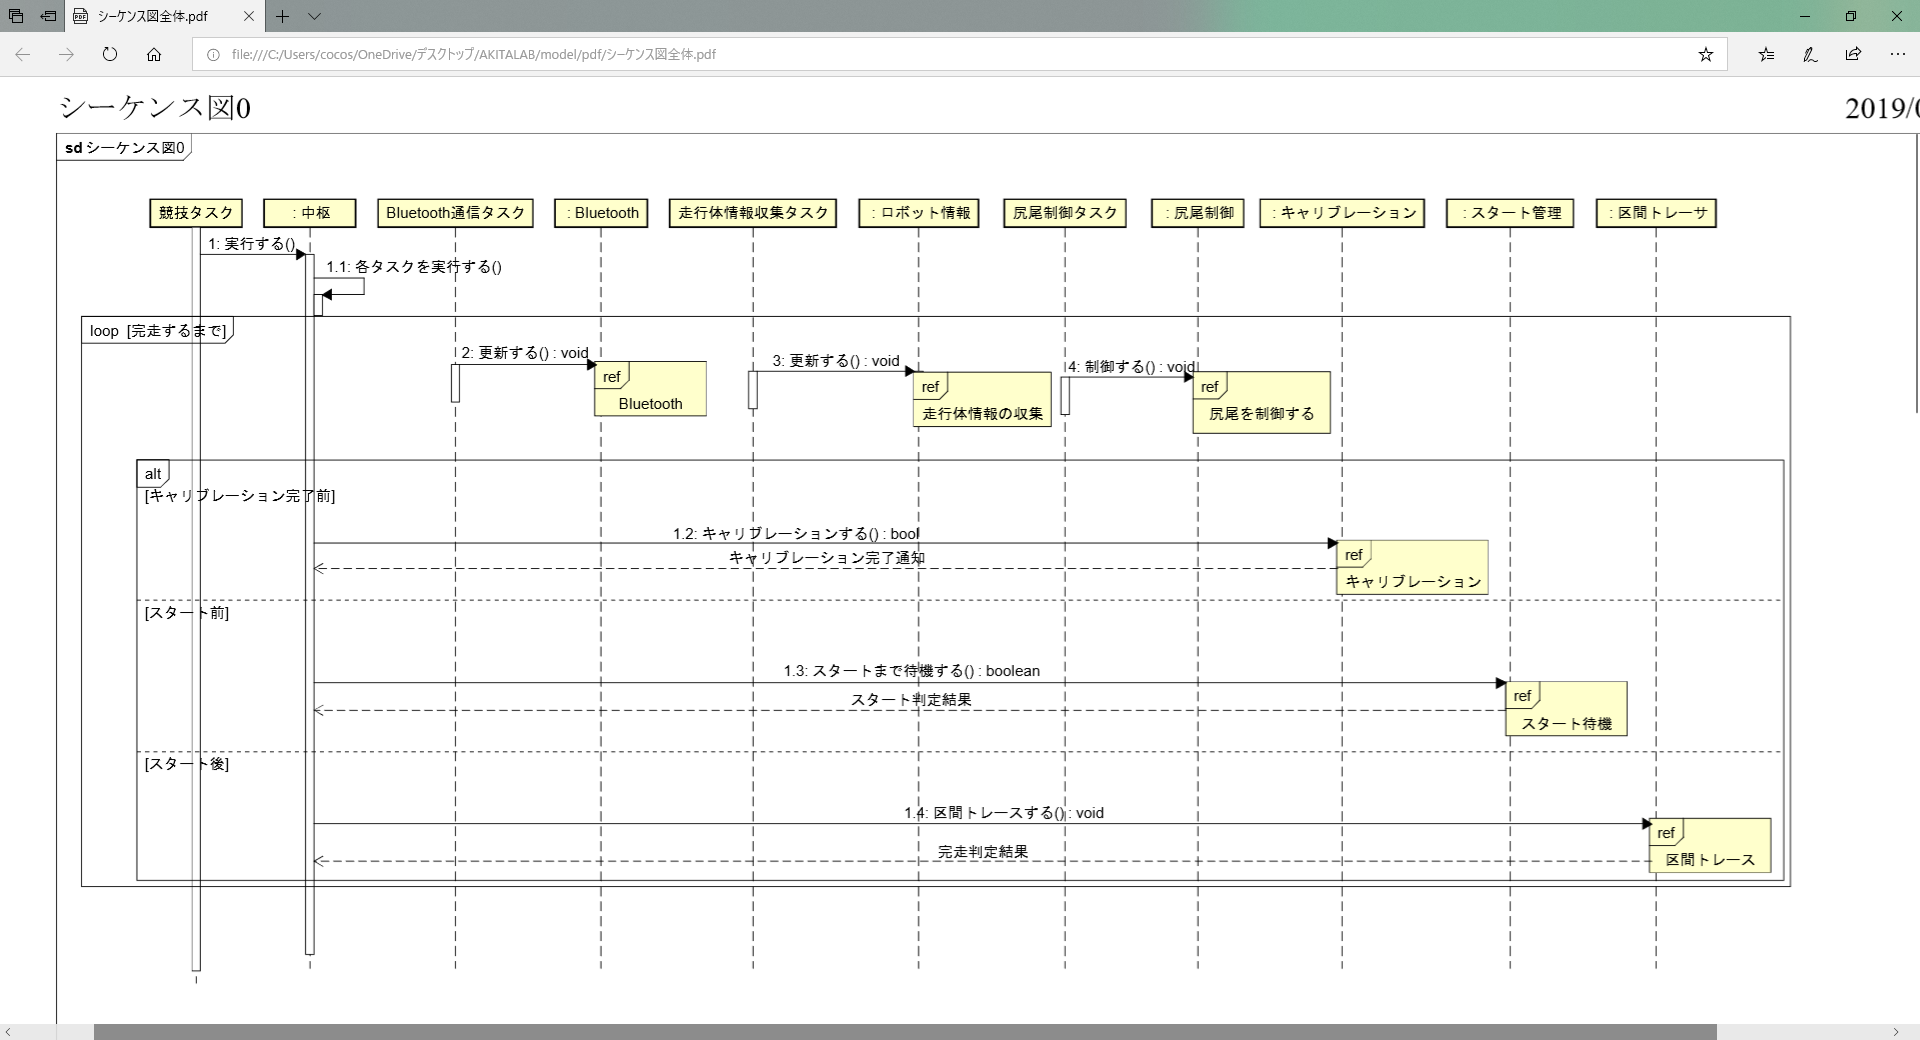 シーケンス図全体.pdf
file:///C:/Users/cocos/OneDrive/デスクトップ/AKITALAB/model/pdf/シーケンス図全体.pdf
シーケンス図0
2019/0
sd シーケンス図0
競技タスク
: 中枢
Bluetooth通信タスク
: Bluetooth
走行体情報収集タスク
: ロボット情報
尻尾制御タスク
: 尻尾制御
: キャリブレーション
: スタート管理
: 区間トレーサ
1: 実行する()
1.1: 各タスクを実行する()
loop [完走するまで]
2: 更新する() : void
ref
Bluetooth
3: 更新する() : void
ref
走行体情報の収集
4: 制御する() : void
ref
尻尾を制御する
alt
[キャリブレーション完了前]
1.2: キャリブレーションする() : bool
キャリブレーション完了通知
ref
キャリブレーション
[スタート前]
1.3: スタートまで待機する() : boolean
スタート判定結果
ref
スタート待機
[スタート後]
1.4: 区間トレースする() : void
完走判定結果
ref
区間トレース